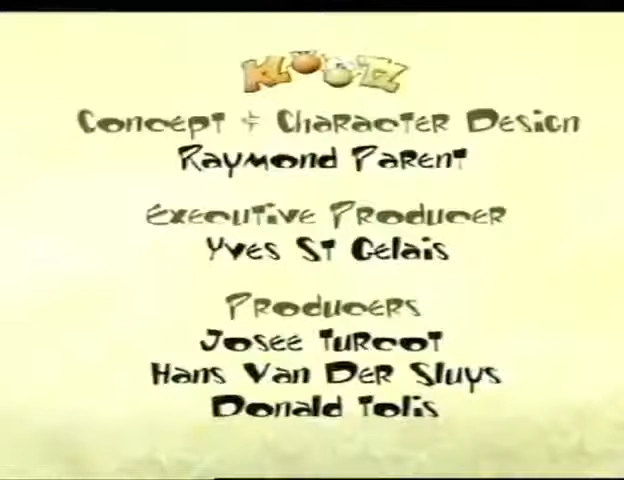 KLOOTZ
Concept + Character Design
Raymond Parent
Executive Producer
Yves St Gelais
Producers
Josee Turcot
Hans Van Der Sluys
Donald Tolis